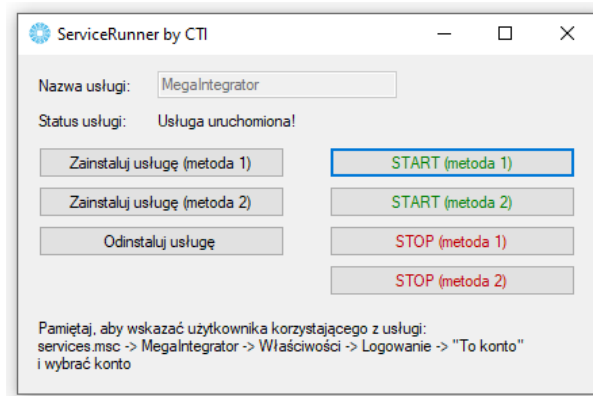 ServiceRunner by CTI
Nazwa usługi: MegaIntegrator
Status usługi: Usługa uruchomiona!
Zainstaluj usługę (metoda 1) START (metoda 1)
Zainstaluj usługę (metoda 2) START (metoda 2)
Odinstaluj usługę STOP (metoda 1)
STOP (metoda 2)
Pamiętaj, aby wskazać użytkownika korzystającego z usługi:
services.msc -> MegaIntegrator -> Właściwości -> Logowanie -> "To konto"
i wybrać konto